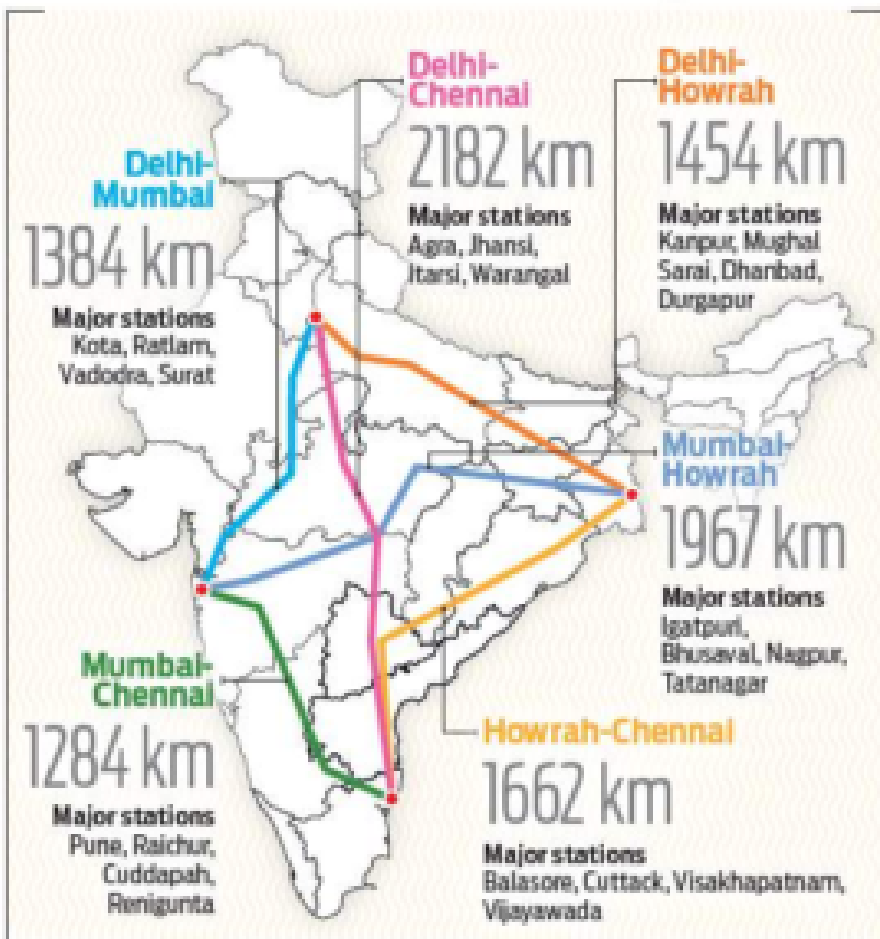 Delhi-
Chennai
2182 km
Major stations
Agra, Jhansi,
Itarsi, Warangal
Delhi-
Howrah
1454 km
Major stations
Kanpur, Mughal
Sarai, Dhanbad,
Durgapur
Delhi-
Mumbai
1384 km
Major stations
Kota, Ratlam,
Vadodra, Surat
Mumbai-
Howrah
1967 km
Major stations
Igatpuri,
Bhusaval, Nagpur,
Tatanagar
Mumbai-
Chennai
1284 km
Major stations
Pune, Raichur,
Cuddapah,
Renigunta
Howrah-Chennai
1662 km
Major stations
Balasore, Cuttack, Visakhapatnam,
Vijayawada